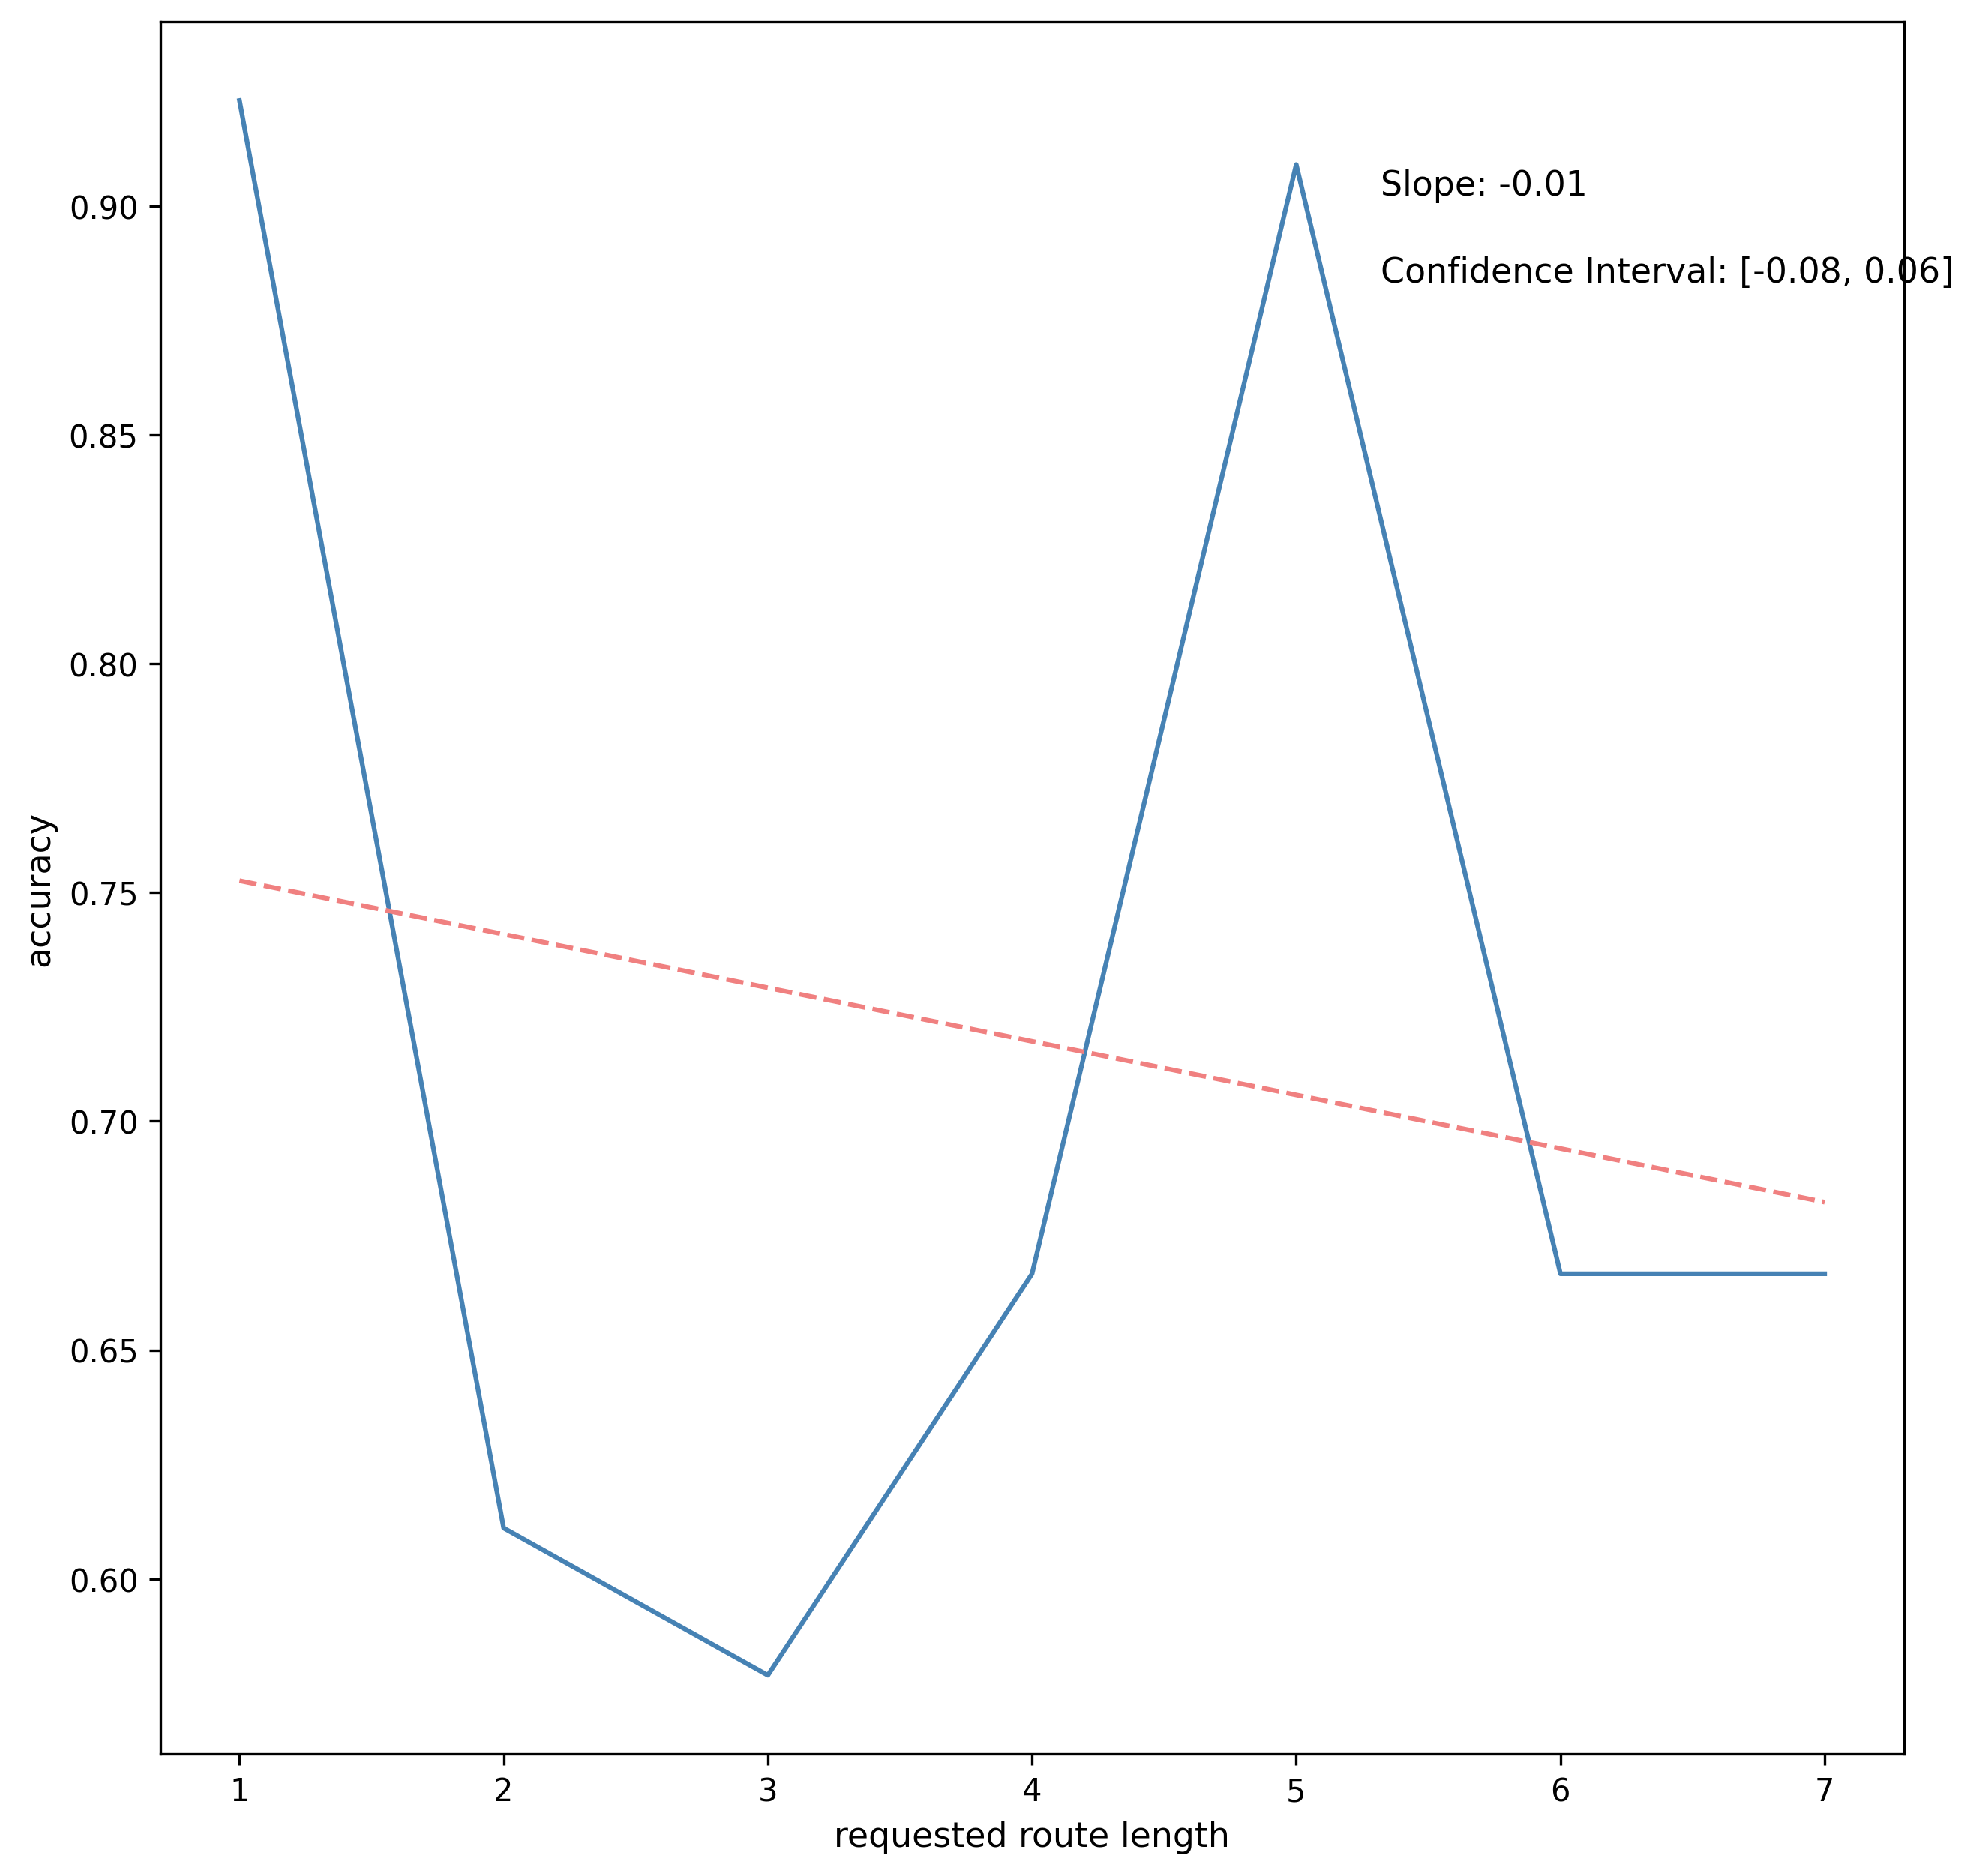 Slope: -0.01
Confidence Interval: [-0.08, 0.06]
0.90
0.85
0.80
0.75
0.70
0.65
0.60
accuracy
1 2 3 4 5 6 7
requested route length